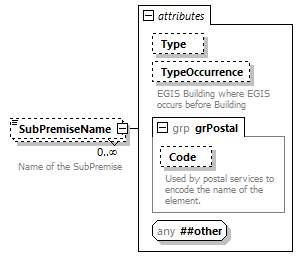 attributes
Type
TypeOccurrence
EGIS Building where EGIS
occurs before Building
SubPremiseName
0..∞
Name of the SubPremise
grp grPostal
Code
Used by postal services to
encode the name of the
element.
any ##other